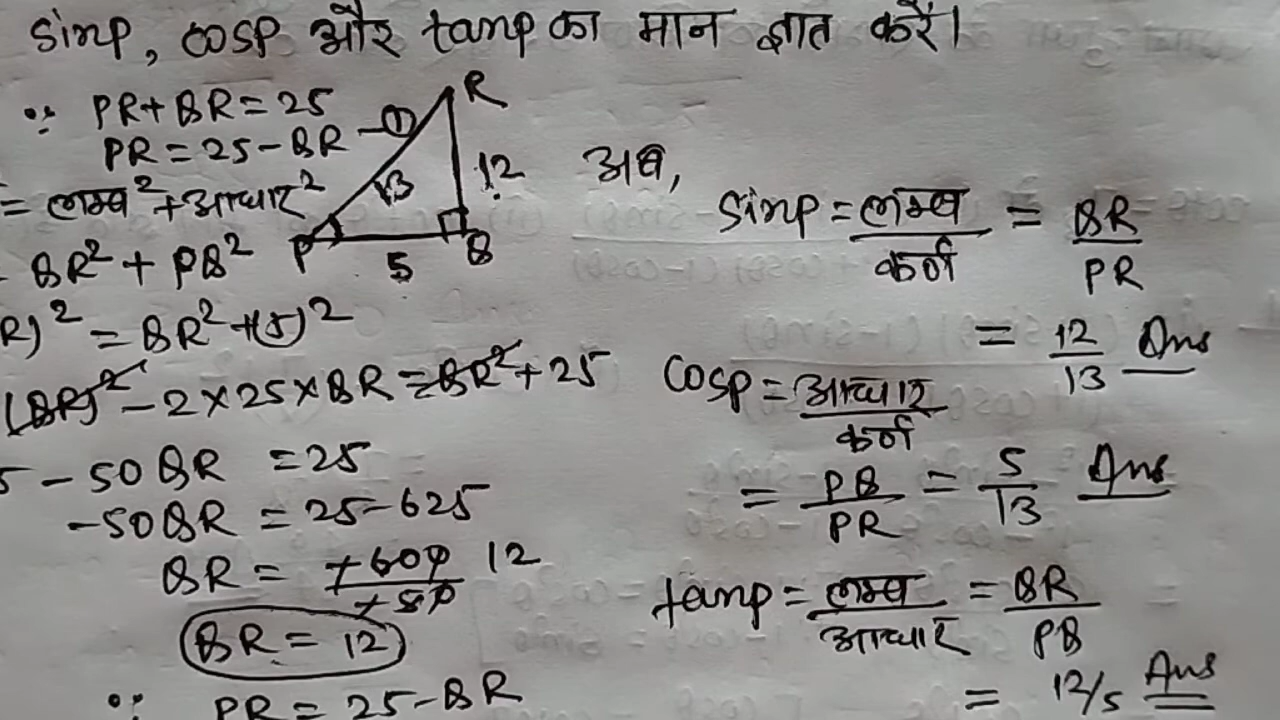 sinp, cosp और tanp का मान ज्ञात करें।
∵ PR+QR=25
PR=25-QR —①
= लम्ब²+आधार²
QR²+PQ²
R)²=QR²+(5)²
(QR)²-2×25×QR=QR²+25
-50QR=25
-50QR=25-625
QR=+600/+50 12
QR=12
∵ PR=25-QR
R
13
12
P
5
Q
अब,
sinp=लम्ब/कर्ण=QR/PR
=12/13 Ans
cosp=आधार/कर्ण
=PQ/PR=5/13 Ans
tanp=लम्ब/आधार=QR/PQ
=12/5 Ans